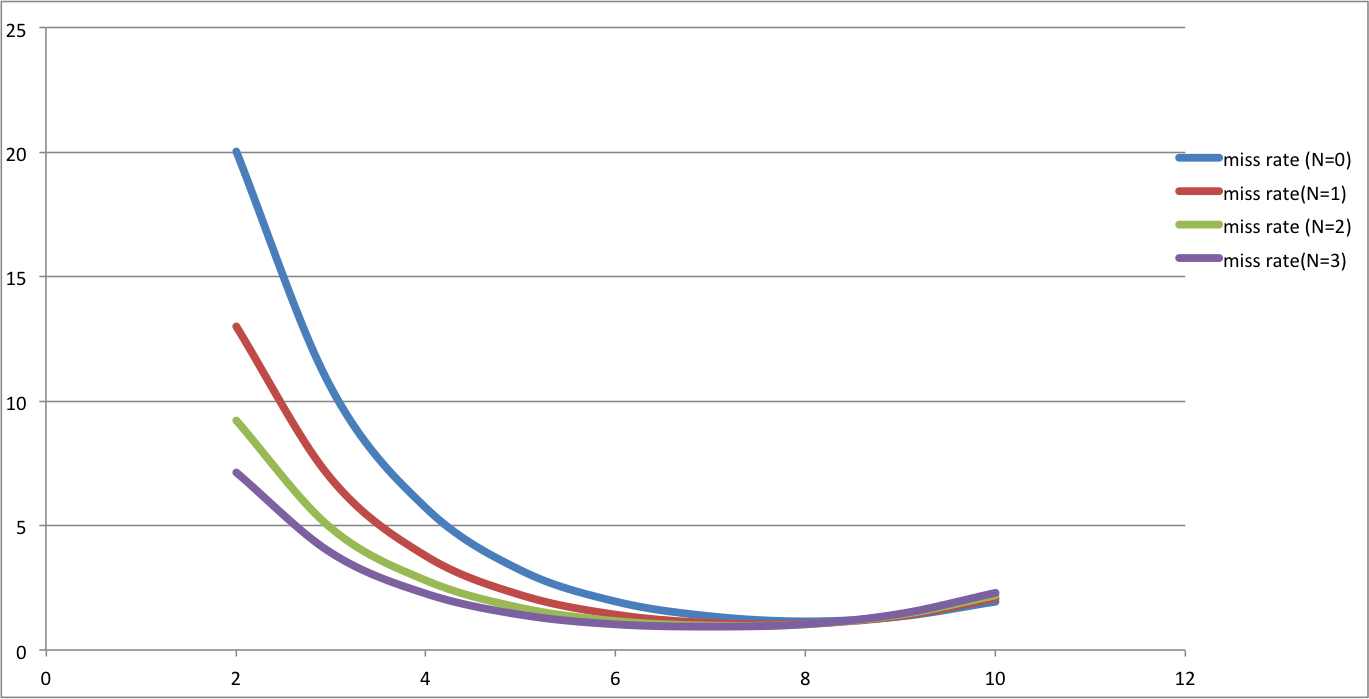 25
20
15
10
5
0
0 2 4 6 8 10 12
miss rate (N=0)
miss rate(N=1)
miss rate (N=2)
miss rate(N=3)